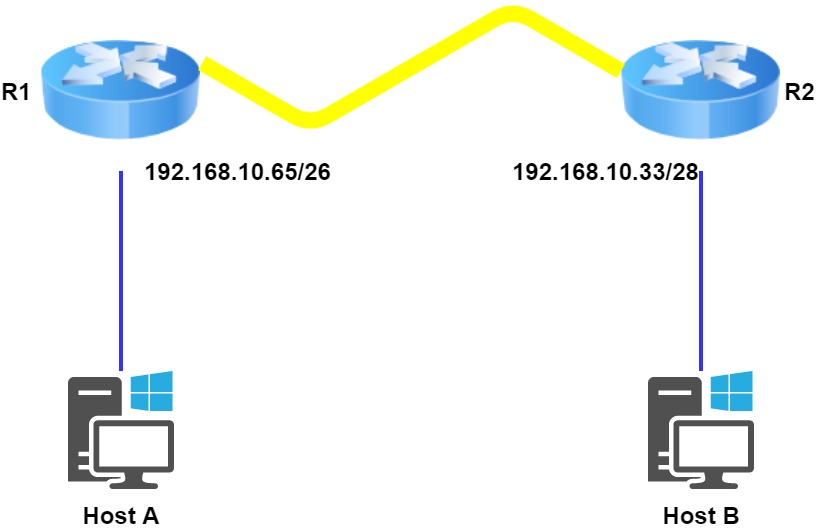 R1
R2
192.168.10.65/26
192.168.10.33/28
Host A
Host B